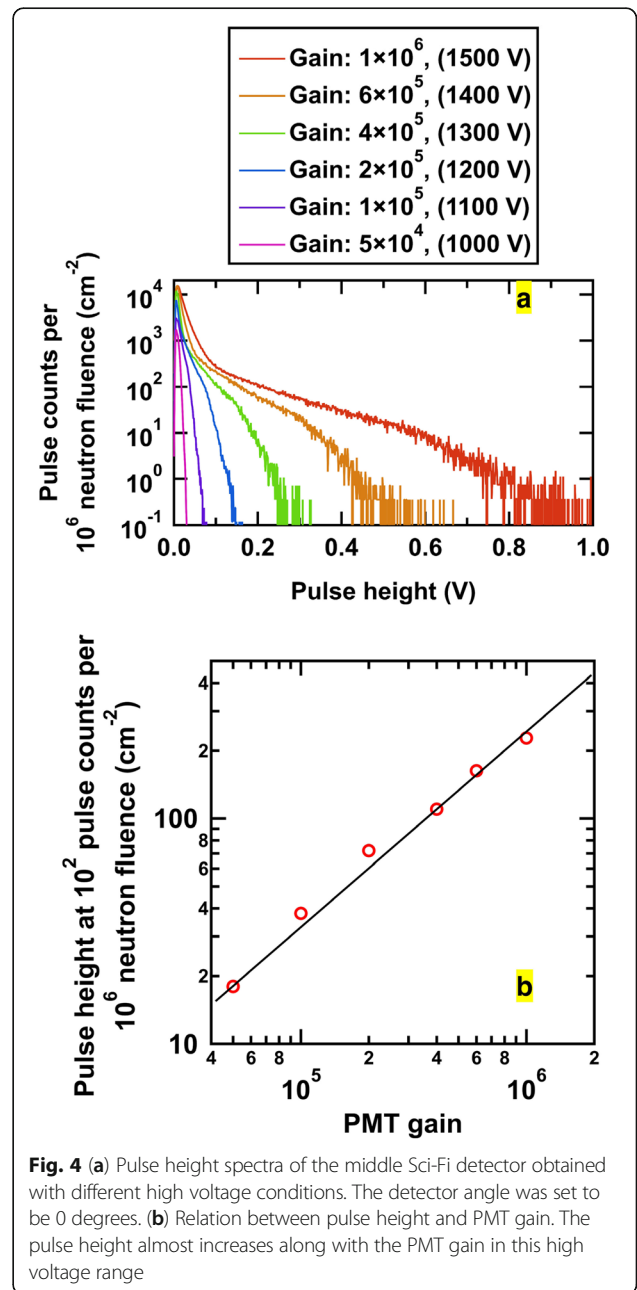 Gain: 1×10⁶, (1500 V)
Gain: 6×10⁵, (1400 V)
Gain: 4×10⁵, (1300 V)
Gain: 2×10⁵, (1200 V)
Gain: 1×10⁵, (1100 V)
Gain: 5×10⁴, (1000 V)
Pulse counts per
10⁶ neutron fluence (cm⁻²)
10⁴
10³
10²
10¹
10⁰
10⁻¹
a
0.0 0.2 0.4 0.6 0.8 1.0
Pulse height (V)
Pulse height at 10² pulse counts per
10⁶ neutron fluence (cm⁻²)
4
2
100
8
6
4
2
10
b
4 6 8 10⁵ 2 4 6 8 10⁶ 2
PMT gain
Fig. 4 (a) Pulse height spectra of the middle Sci-Fi detector obtained
with different high voltage conditions. The detector angle was set to
be 0 degrees. (b) Relation between pulse height and PMT gain. The
pulse height almost increases along with the PMT gain in this high
voltage range